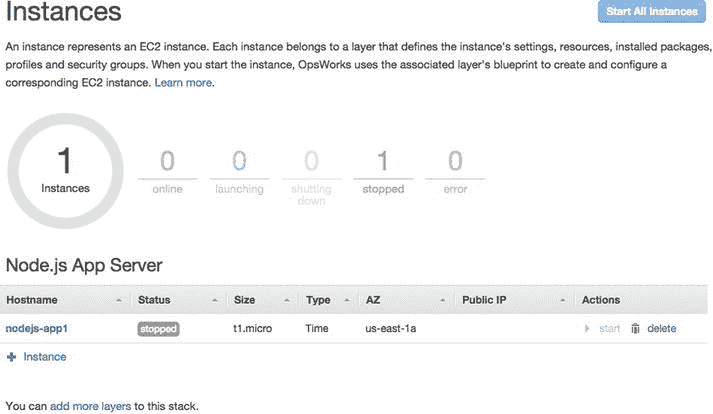 Instances
Start All Instances
An instance represents an EC2 instance. Each instance belongs to a layer that defines the instance's settings, resources, installed packages,
profiles and security groups. When you start the instance, OpsWorks uses the associated layer's blueprint to create and configure a
corresponding EC2 instance. Learn more.
1 0 0 0 1 0
Instances online launching shutting down stopped error
Node.js App Server
Hostname Status Size Type AZ Public IP Actions
nodejs-app1 stopped t1.micro Time us-east-1a start delete
Instance
You can add more layers to this stack.